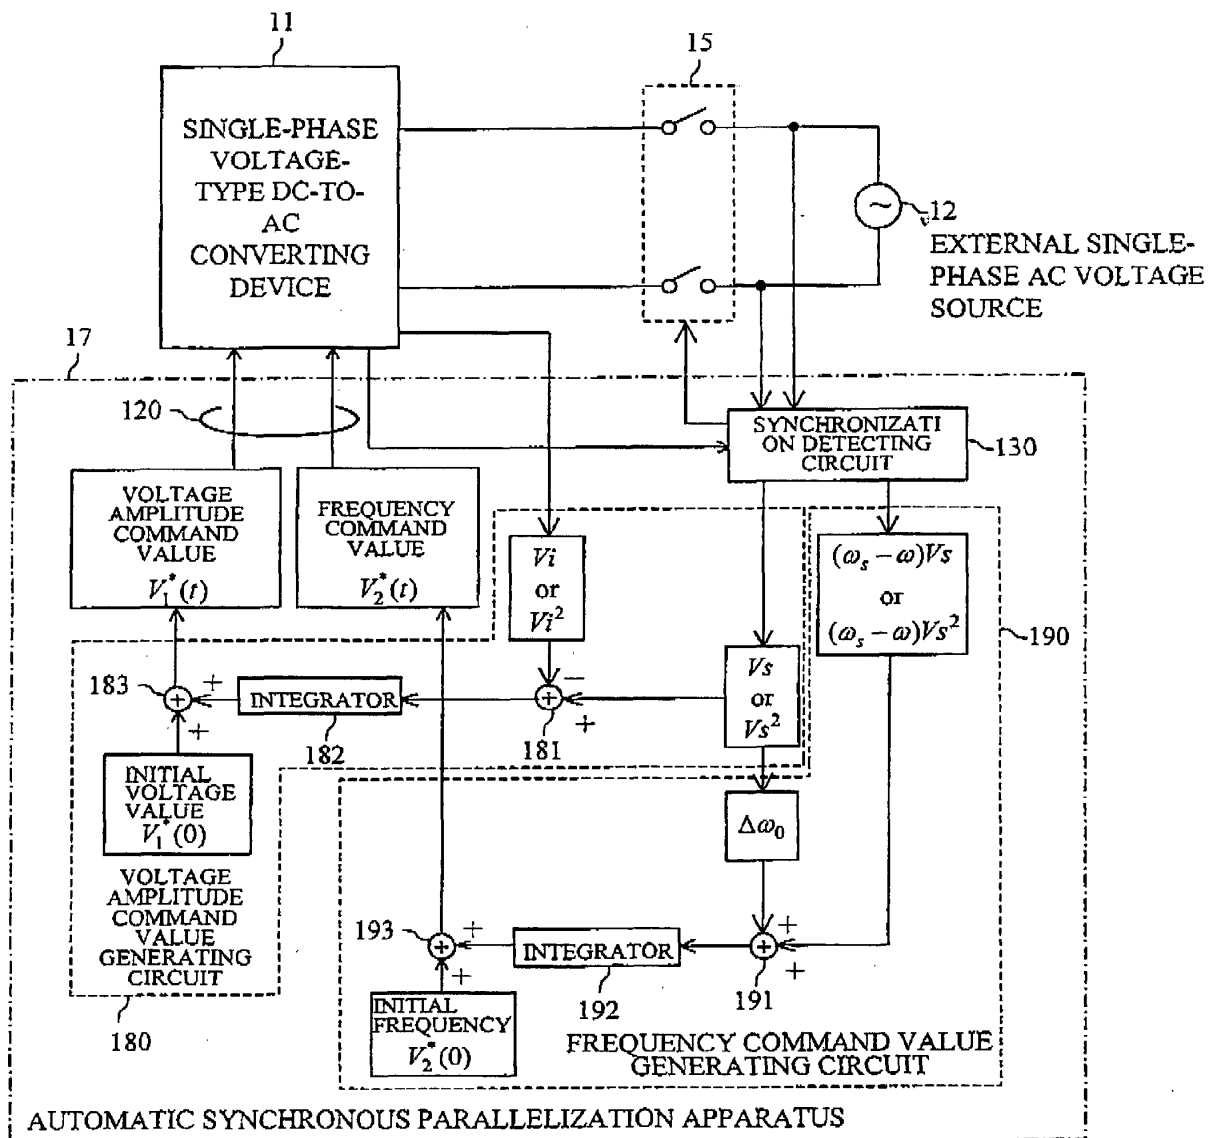 11
15
SINGLE-PHASE
VOLTAGE-
TYPE DC-TO-
AC
CONVERTING
DEVICE
~
12
EXTERNAL SINGLE-
PHASE AC VOLTAGE
SOURCE
17
120
SYNCHRONIZATI
ON DETECTING
CIRCUIT
130
VOLTAGE
AMPLITUDE
COMMAND
VALUE
V₁*(t)
FREQUENCY
COMMAND
VALUE
V₂*(t)
Vi
or
Vi²
(ωₛ − ω)Vs
or
(ωₛ − ω)Vs²
190
Vs
or
Vs²
183
+
+
+
INTEGRATOR
182
−
+
+
181
INITIAL
VOLTAGE
VALUE
V₁*(0)
Δω₀
VOLTAGE
AMPLITUDE
COMMAND
VALUE
GENERATING
CIRCUIT
180
193
+
+
+
INTEGRATOR
192
+
+
+
191
INITIAL
FREQUENCY
V₂*(0)
FREQUENCY COMMAND VALUE
GENERATING CIRCUIT
AUTOMATIC SYNCHRONOUS PARALLELIZATION APPARATUS